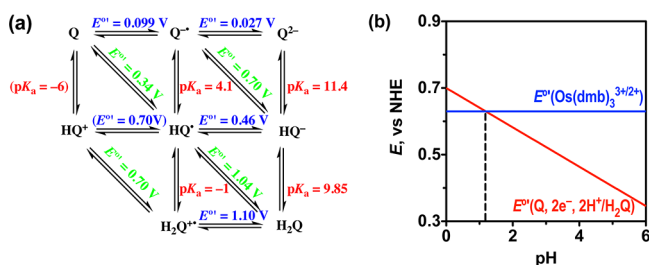 (a)
Q E°' = 0.099 V Q⁻• E°' = 0.027 V Q²⁻
E°' 0.34 V
E°' 0.70 V
(pKa = –6)
pKa = 4.1
pKa = 11.4
HQ⁺ (E°' = 0.70V) HQ• E°' = 0.46 V HQ⁻
E°' 0.70
E°' 1.04 V
pKa = –1
pKa = 9.85
H₂Q⁺• E°' = 1.10 V H₂Q
(b)
E, vs NHE
0.9
0.7
0.5
0.3
E°'(Os(dmb)₃³⁺/²⁺)
E°'(Q, 2e⁻, 2H⁺/H₂Q)
0 2 4 6
pH